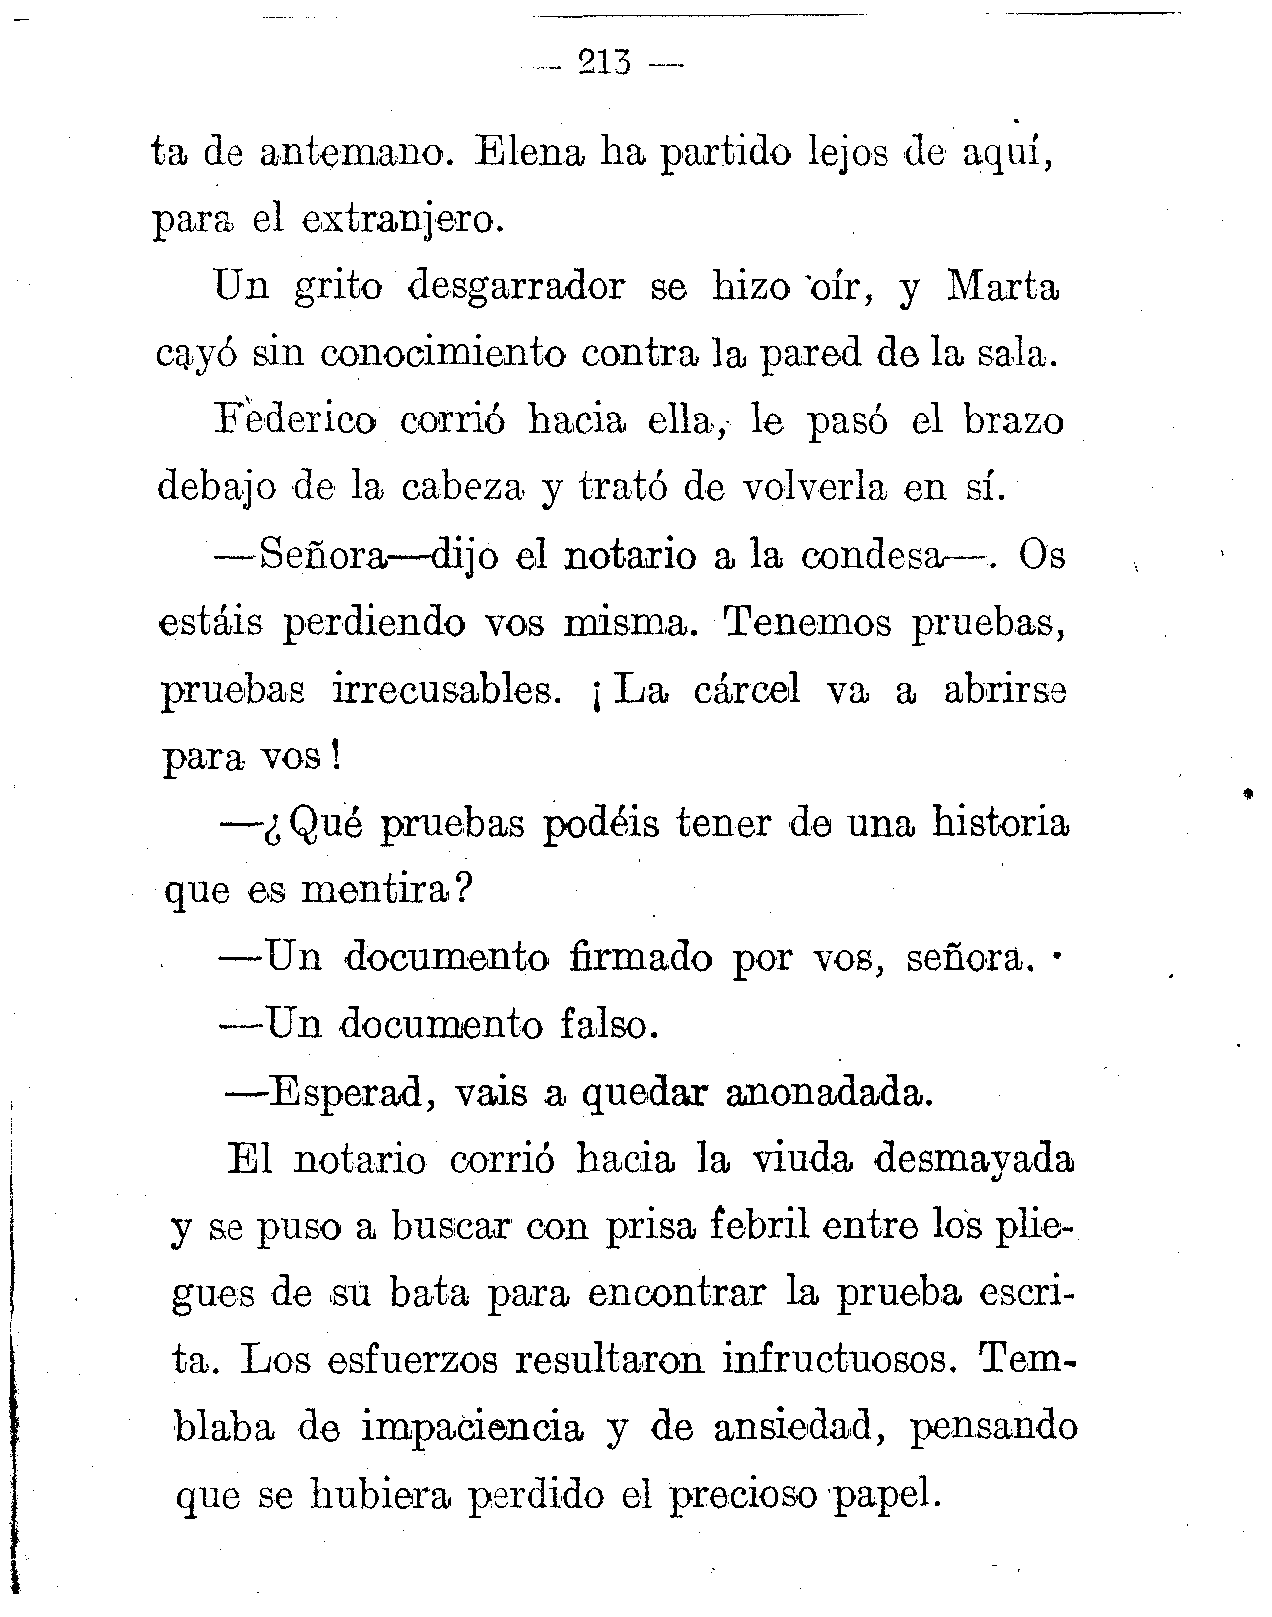 — 213 —
ta de antemano. Elena ha partido lejos de aquí,
para el extranjero.
Un grito desgarrador se hizo oír, y Marta
cayó sin conocimiento contra la pared de la sala.
Federico corrió hacia ella, le pasó el brazo
debajo de la cabeza y trató de volverla en sí.
—Señora—dijo el notario a la condesa—. Os
estáis perdiendo vos misma. Tenemos pruebas,
pruebas irrecusables. ¡La cárcel va a abrirse
para vos!
—¿Qué pruebas podéis tener de una historia
que es mentira?
—Un documento firmado por vos, señora.
—Un documento falso.
—Esperad, vais a quedar anonadada.
El notario corrió hacia la viuda desmayada
y se puso a buscar con prisa febril entre los plie-
gues de su bata para encontrar la prueba escri-
ta. Los esfuerzos resultaron infructuosos. Tem-
blaba de impaciencia y de ansiedad, pensando
que se hubiera perdido el precioso papel.